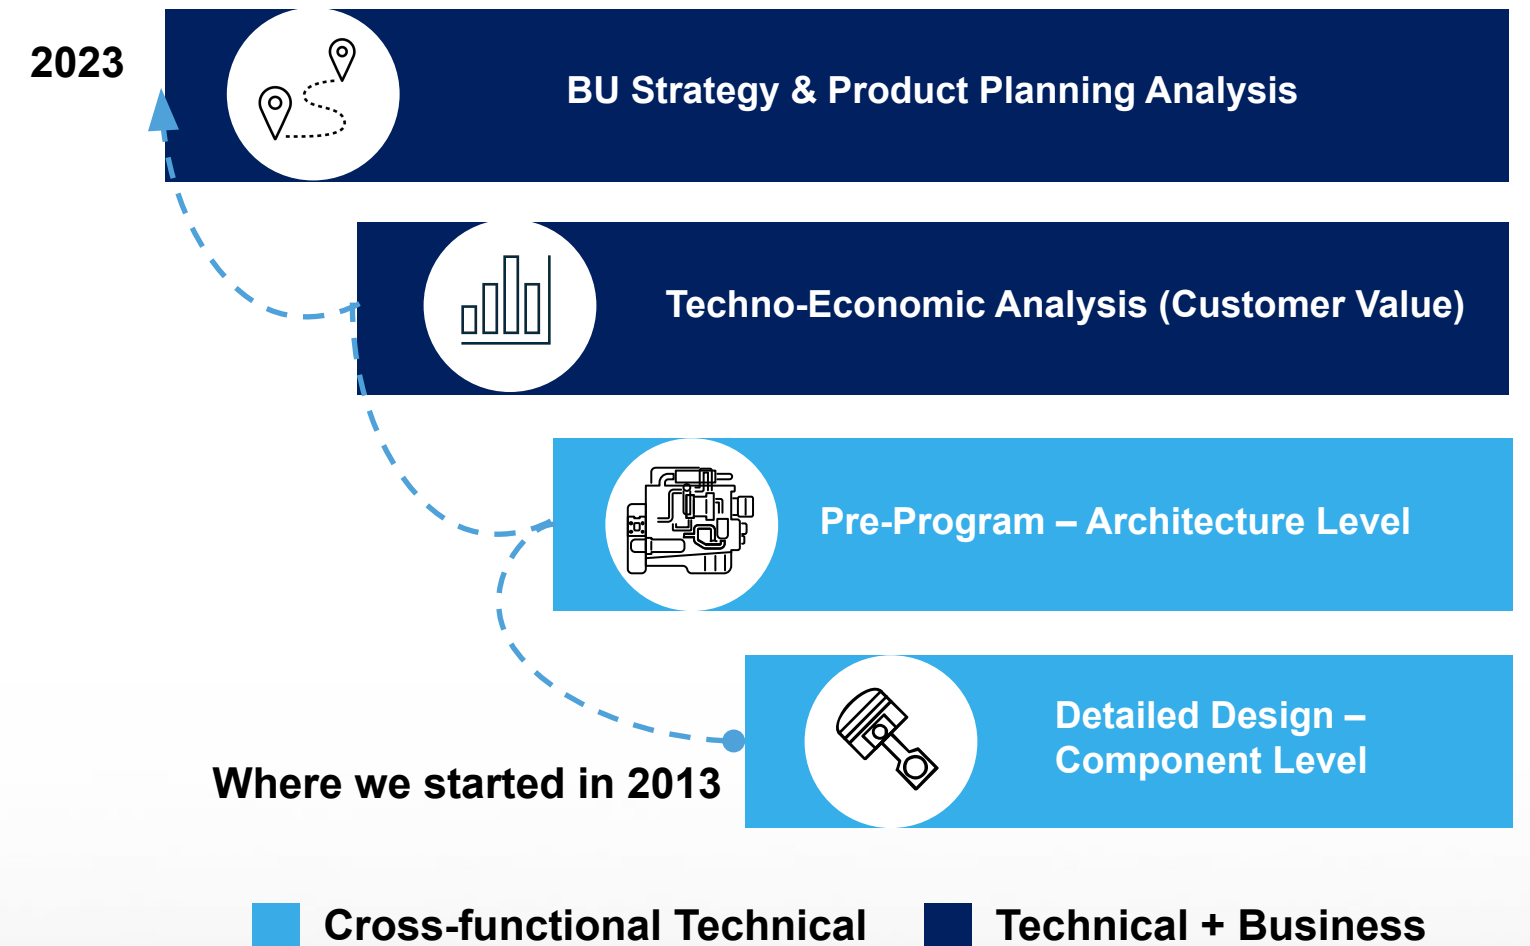 2023
BU Strategy & Product Planning Analysis
Techno-Economic Analysis (Customer Value)
Pre-Program – Architecture Level
Detailed Design –
Component Level
Where we started in 2013
Cross-functional Technical
Technical + Business